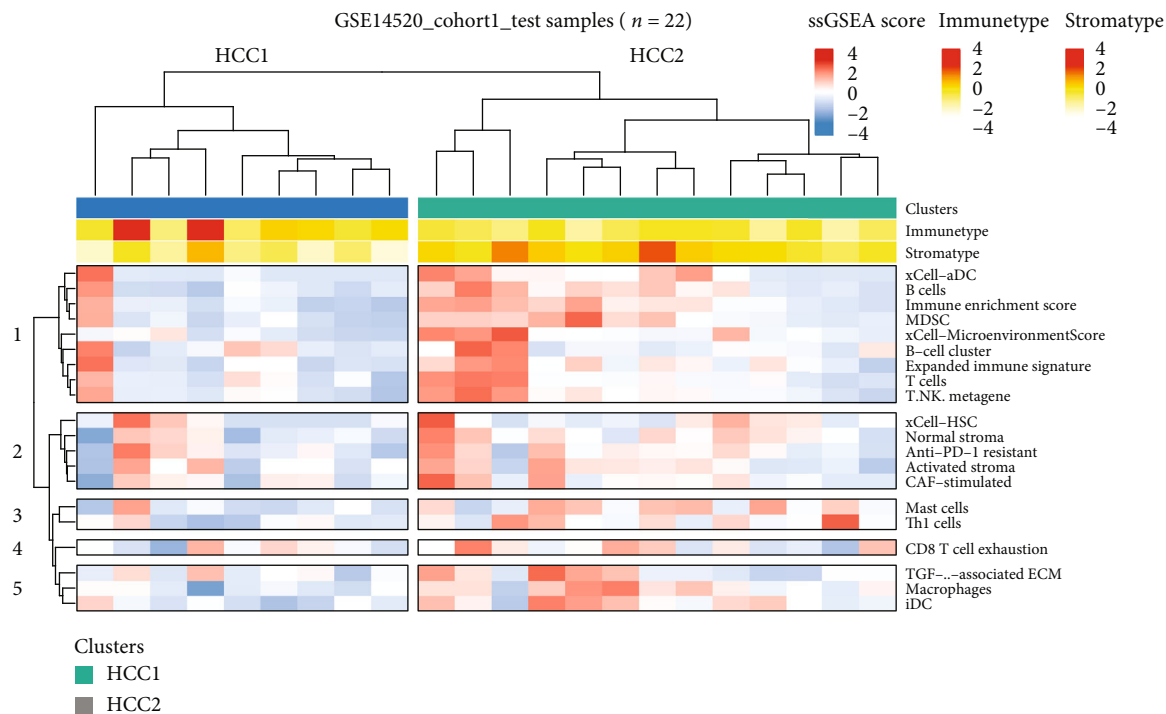 GSE14520_cohort1_test samples ( n = 22)
HCC1
HCC2
ssGSEA score
4
2
0
−2
−4
Immunetype
4
2
0
−2
−4
Stromatype
4
2
0
−2
−4
Clusters
Immunetype
Stromatype
1
xCell−aDC
B cells
Immune enrichment score
MDSC
xCell−MicroenvironmentScore
B−cell cluster
Expanded immune signature
T cells
T.NK. metagene
2
xCell−HSC
Normal stroma
Anti−PD−1 resistant
Activated stroma
CAF−stimulated
3
Mast cells
Th1 cells
4
CD8 T cell exhaustion
5
TGF−..−associated ECM
Macrophages
iDC
Clusters
HCC1
HCC2